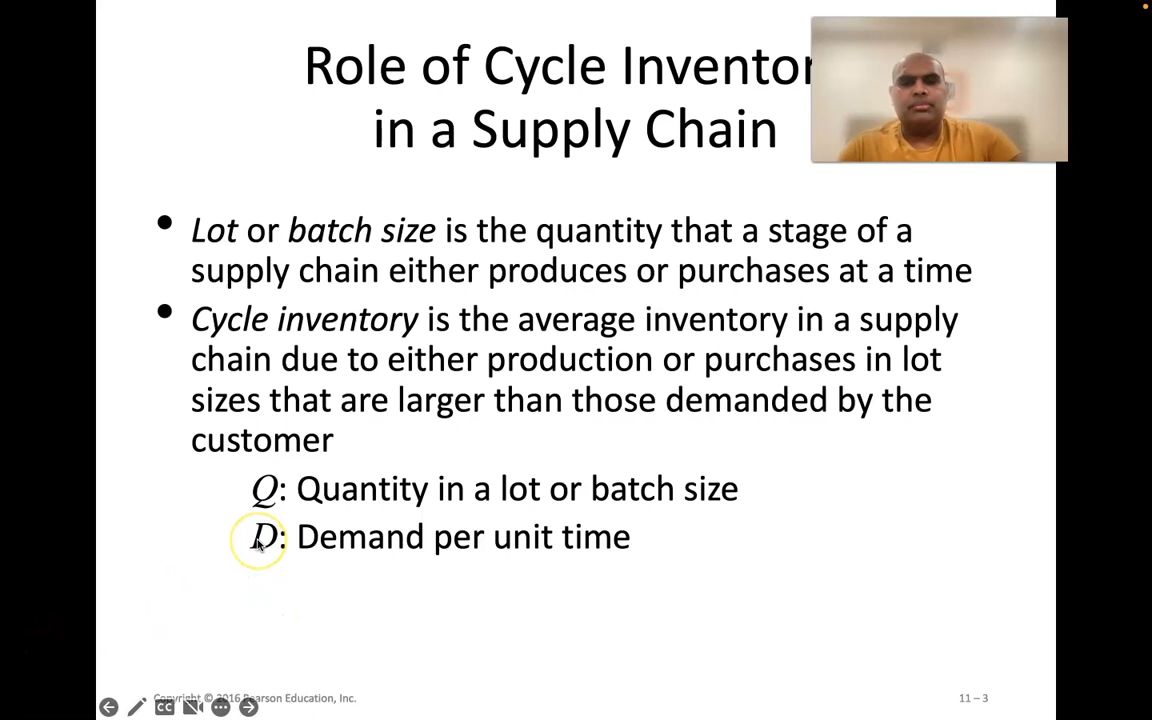 Role of Cycle Inventor
in a Supply Chain
• Lot or batch size is the quantity that a stage of a
supply chain either produces or purchases at a time
• Cycle inventory is the average inventory in a supply
chain due to either production or purchases in lot
sizes that are larger than those demanded by the
customer
Q: Quantity in a lot or batch size
D: Demand per unit time
Copyright © 2016 Pearson Education, Inc.
11 – 3
CC